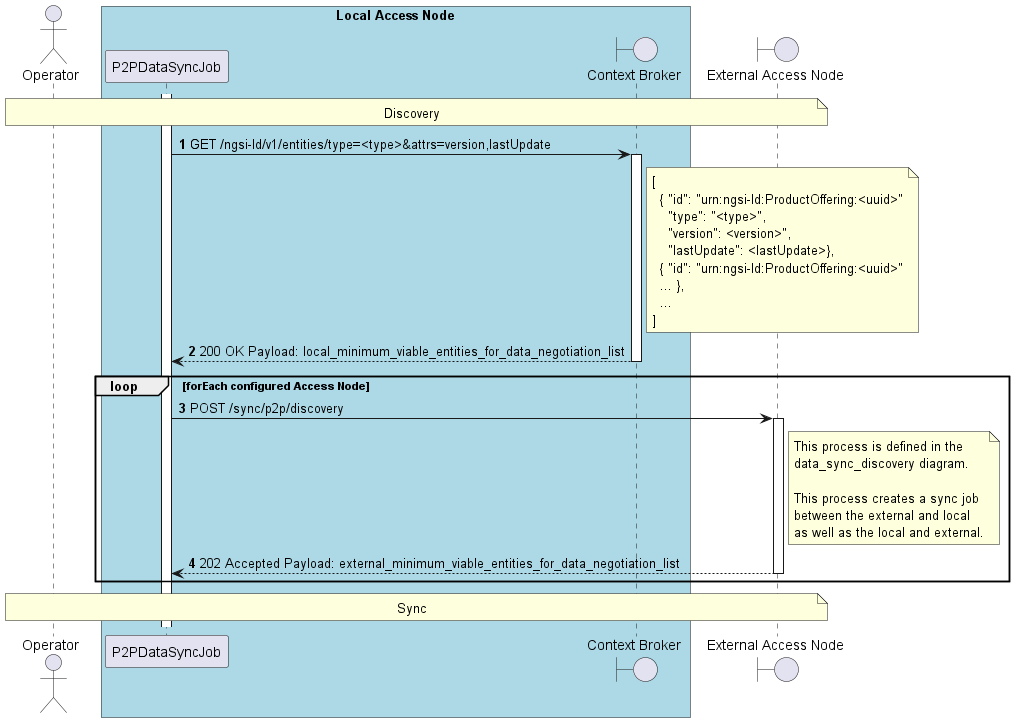 Local Access Node
Operator
P2PDataSyncJob
Context Broker
External Access Node
Discovery
1 GET /ngsi-ld/v1/entities/type=<type>&attrs=version,lastUpdate
[
{ "id": "urn:ngsi-ld:ProductOffering:<uuid>"
"type": "<type>",
"version": <version>",
"lastUpdate": <lastUpdate>},
{ "id": "urn:ngsi-ld:ProductOffering:<uuid>"
... },
...
]
2 200 OK Payload: local_minimum_viable_entities_for_data_negotiation_list
loop [forEach configured Access Node]
3 POST /sync/p2p/discovery
This process is defined in the
data_sync_discovery diagram.
This process creates a sync job
between the external and local
as well as the local and external.
4 202 Accepted Payload: external_minimum_viable_entities_for_data_negotiation_list
Sync
Operator
P2PDataSyncJob
Context Broker
External Access Node